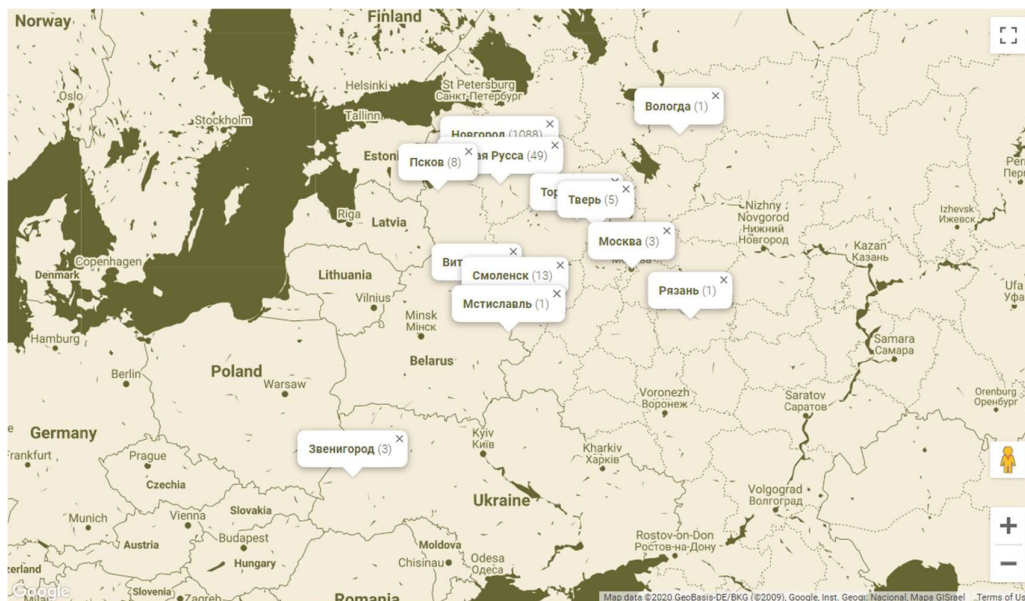 Norway
Finland
Helsinki
St Petersburg
Санкт-Петербург
Oslo
Stockholm
Tallinn
Вологда (1)
Новгород (1088)
Псков (8)
ая Русса (49)
Estoni
Тор
Тверь (5)
Riga
Latvia
Nizhny
Novgorod
Нижний
Новгород
Izhevsk
Ижевск
Москва (3)
Kazan
Казань
Copenhagen
Denmark
Вит
Смоленск (13)
Lithuania
Vilnius
Мстиславль (1)
Рязань (1)
Minsk
Мінск
Hamburg
Samara
Самара
Belarus
Berlin
Poland
Warsaw
Voronezh
Воронеж
Saratov
Саратов
Orenburg
Оренбург
Germany
Звенигород (3)
Kyiv
Київ
Kharkiv
Харків
Frankfurt
Prague
Czechia
Ukraine
Volgograd
Волгоград
Slovakia
Munich
Vienna
Austria
Budapest
Hungary
Moldova
Chisinau
Odesa
Одеса
Rostov-on-Don
Ростов-на-Дону
zerland
Slovenia
Zagreb
Romania
Google
Map data ©2020 GeoBasis-DE/BKG (©2009), Google, Inst. Geogr. Nacional, Mapa GISrael
Terms of Us